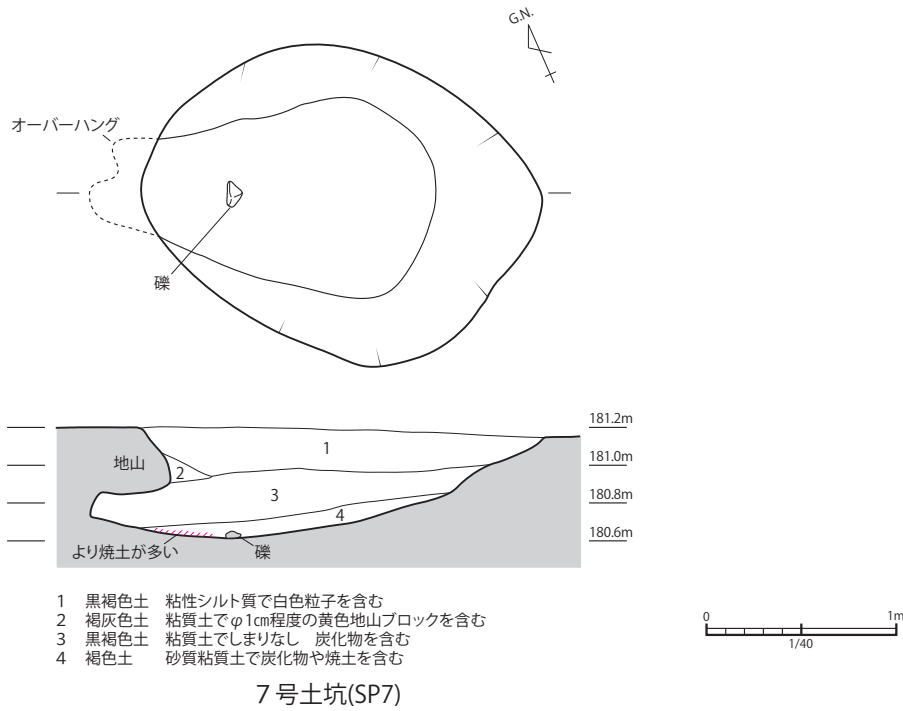 G.N.
オーバーハング
礫
181.2m
地山
1
181.0m
2
3
180.8m
4
180.6m
より焼土が多い
礫
1 黒褐色土 粘性シルト質で白色粒子を含む
2 褐灰色土 粘質土でφ1㎝程度の黄色地山ブロックを含む
3 黒褐色土 粘質土でしまりなし 炭化物を含む
4 褐色土 砂質粘質土で炭化物や焼土を含む
0 1m
1/40
7号土坑(SP7)